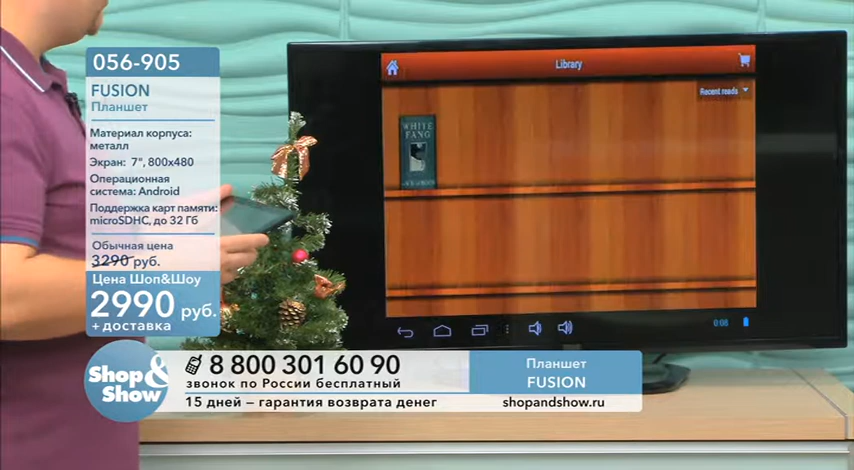 056-905
FUSION
Планшет
Материал корпуса:
металл
Экран: 7", 800x480
Операционная
система: Android
Поддержка карт памяти:
microSDHC, до 32 Гб
Обычная цена
3290 руб.
Цена Шоп&Шоу
2990 руб.
+ доставка
Library
Recent reads
WHITE
FANG
0:06
Shop&
Show
8 800 301 60 90
звонок по России бесплатный
15 дней — гарантия возврата денег
Планшет
FUSION
shopandshow.ru